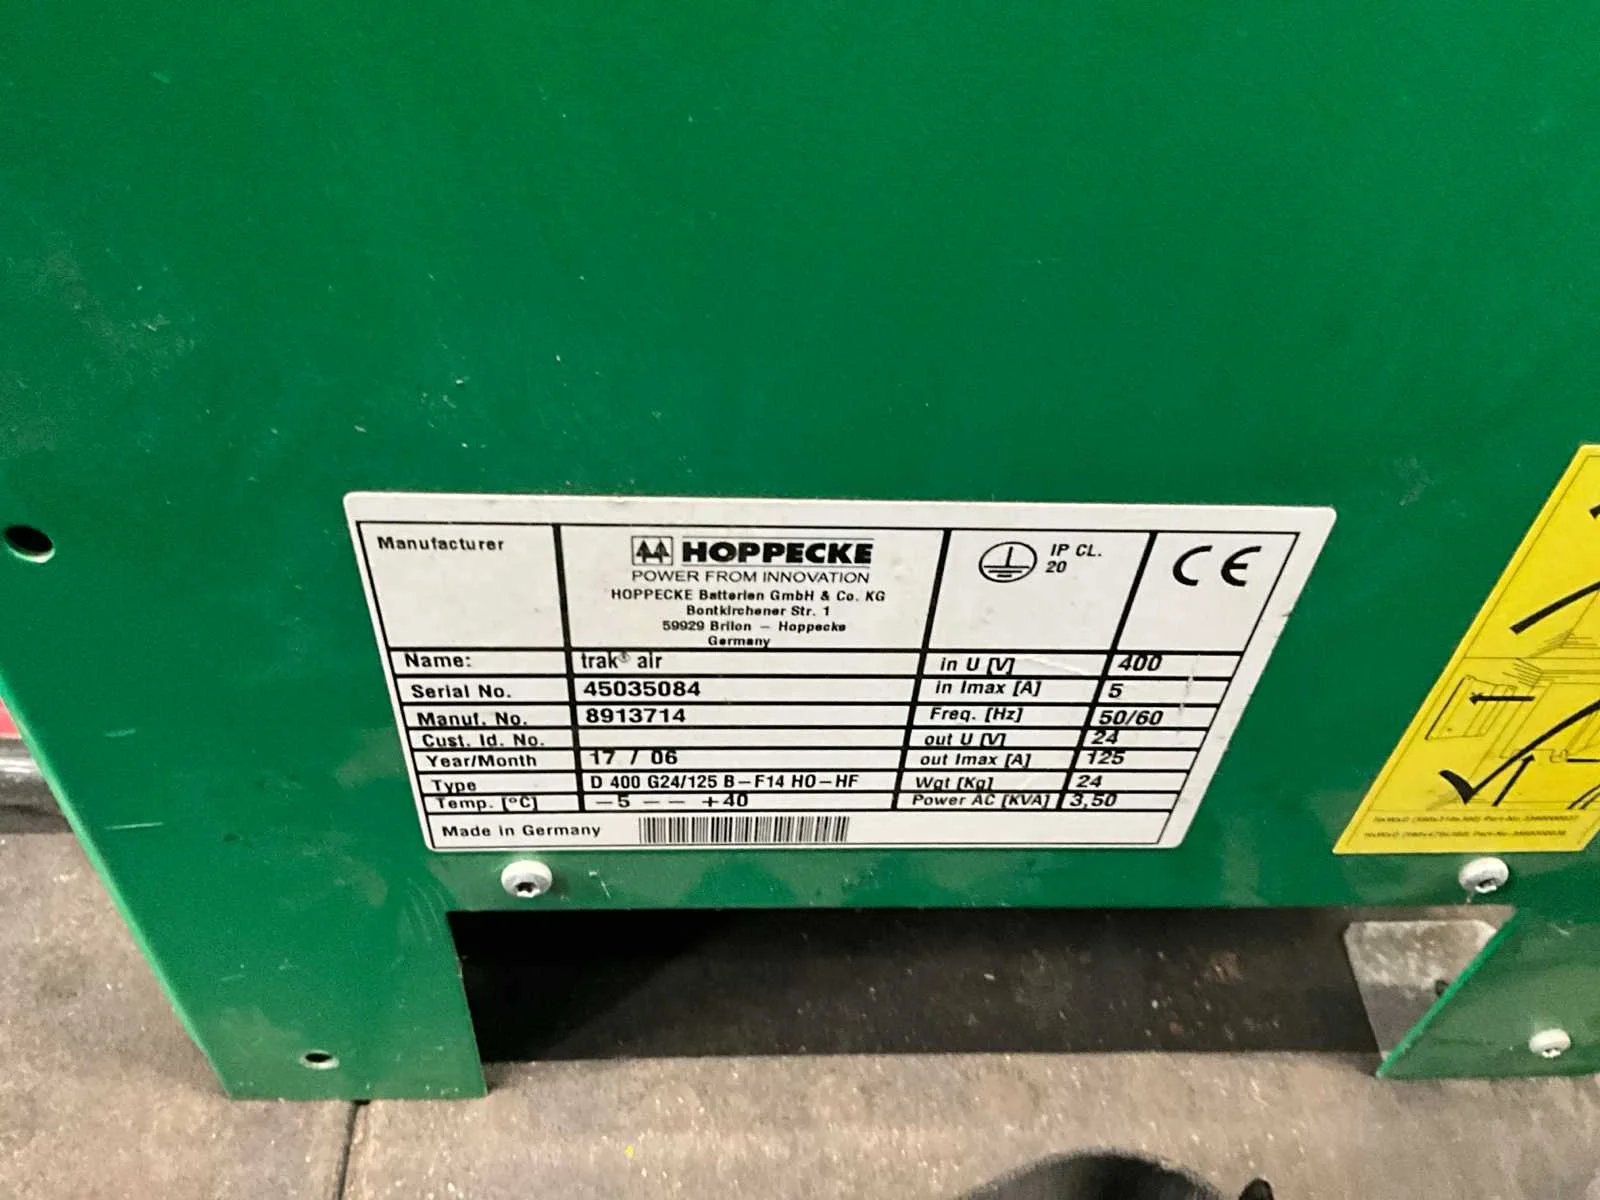 Manufacturer
HOPPECKE
POWER FROM INNOVATION
HOPPECKE Batterien GmbH & Co. KG
Bontkirchener Str. 1
59929 Brilon – Hoppecke
Germany
IP CL.
20
CE
Name: trak® air in U [V] 400
Serial No. 45035084 in Imax [A] 5
Manuf. No. 8913714 Freq. [Hz] 50/60
Cust. Id. No. out U [V] 24
Year/Month 17 / 06 out Imax [A] 125
Type D 400 G24/125 B–F14 HO–HF Wgt [Kg] 24
Temp. [°C] –5 – – +40 Power AC [KVA] 3,50
Made in Germany